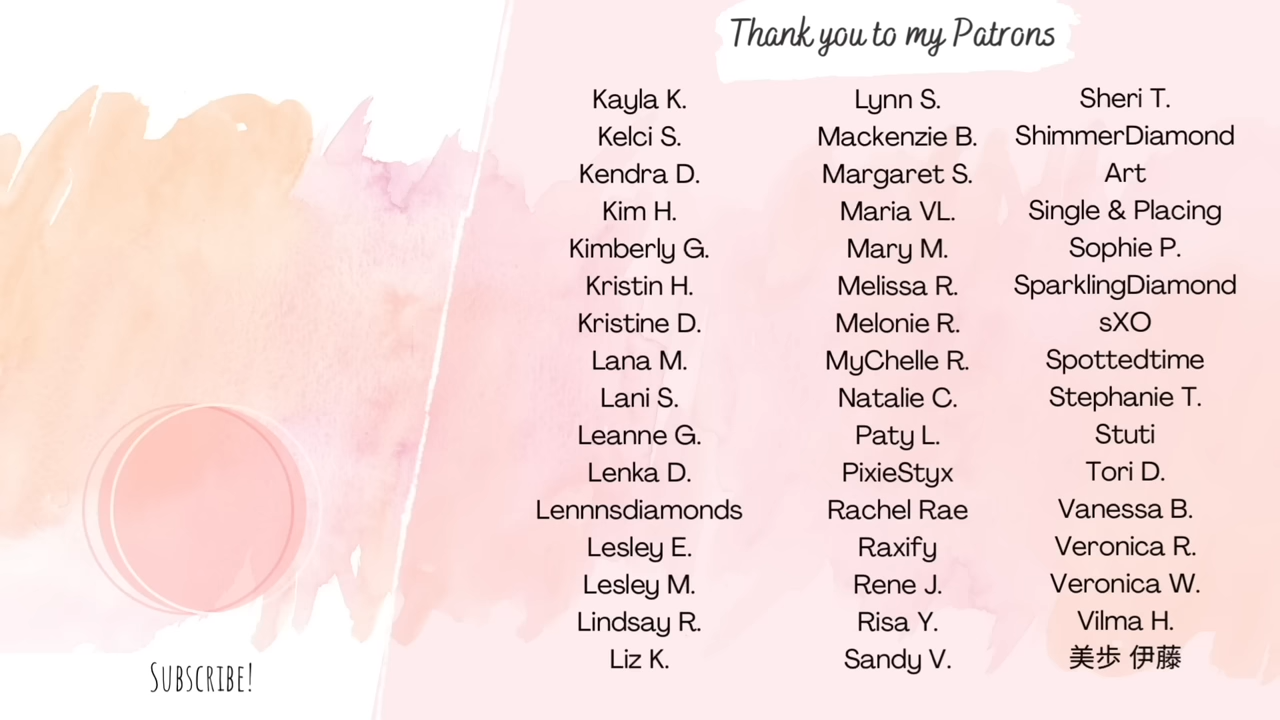 Thank you to my Patrons
Kayla K.
Kelci S.
Kendra D.
Kim H.
Kimberly G.
Kristin H.
Kristine D.
Lana M.
Lani S.
Leanne G.
Lenka D.
Lennnsdiamonds
Lesley E.
Lesley M.
Lindsay R.
Liz K.
Lynn S.
Mackenzie B.
Margaret S.
Maria VL.
Mary M.
Melissa R.
Melonie R.
MyChelle R.
Natalie C.
Paty L.
PixieStyx
Rachel Rae
Raxify
Rene J.
Risa Y.
Sandy V.
Sheri T.
ShimmerDiamond
Art
Single & Placing
Sophie P.
SparklingDiamond
sXO
Spottedtime
Stephanie T.
Stuti
Tori D.
Vanessa B.
Veronica R.
Veronica W.
Vilma H.
美歩 伊藤
Subscribe!